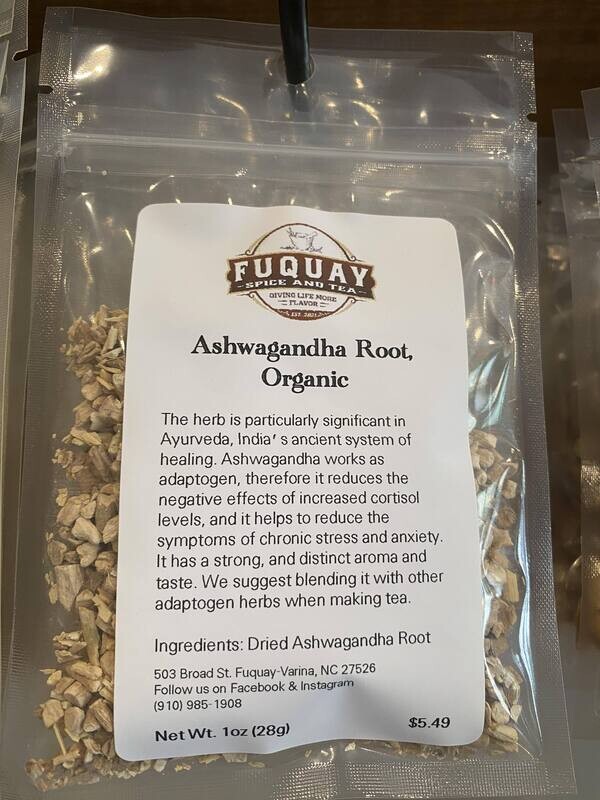 FUQUAY
SPICE AND TEA
GIVING LIFE MORE
FLAVOR
EST. 2021
Ashwagandha Root,
Organic
The herb is particularly significant in
Ayurveda, India's ancient system of
healing. Ashwagandha works as
adaptogen, therefore it reduces the
negative effects of increased cortisol
levels, and it helps to reduce the
symptoms of chronic stress and anxiety.
It has a strong, and distinct aroma and
taste. We suggest blending it with other
adaptogen herbs when making tea.
Ingredients: Dried Ashwagandha Root
503 Broad St. Fuquay-Varina, NC 27526
Follow us on Facebook & Instagram
(910) 985-1908
Net Wt. 1oz (28g)
$5.49